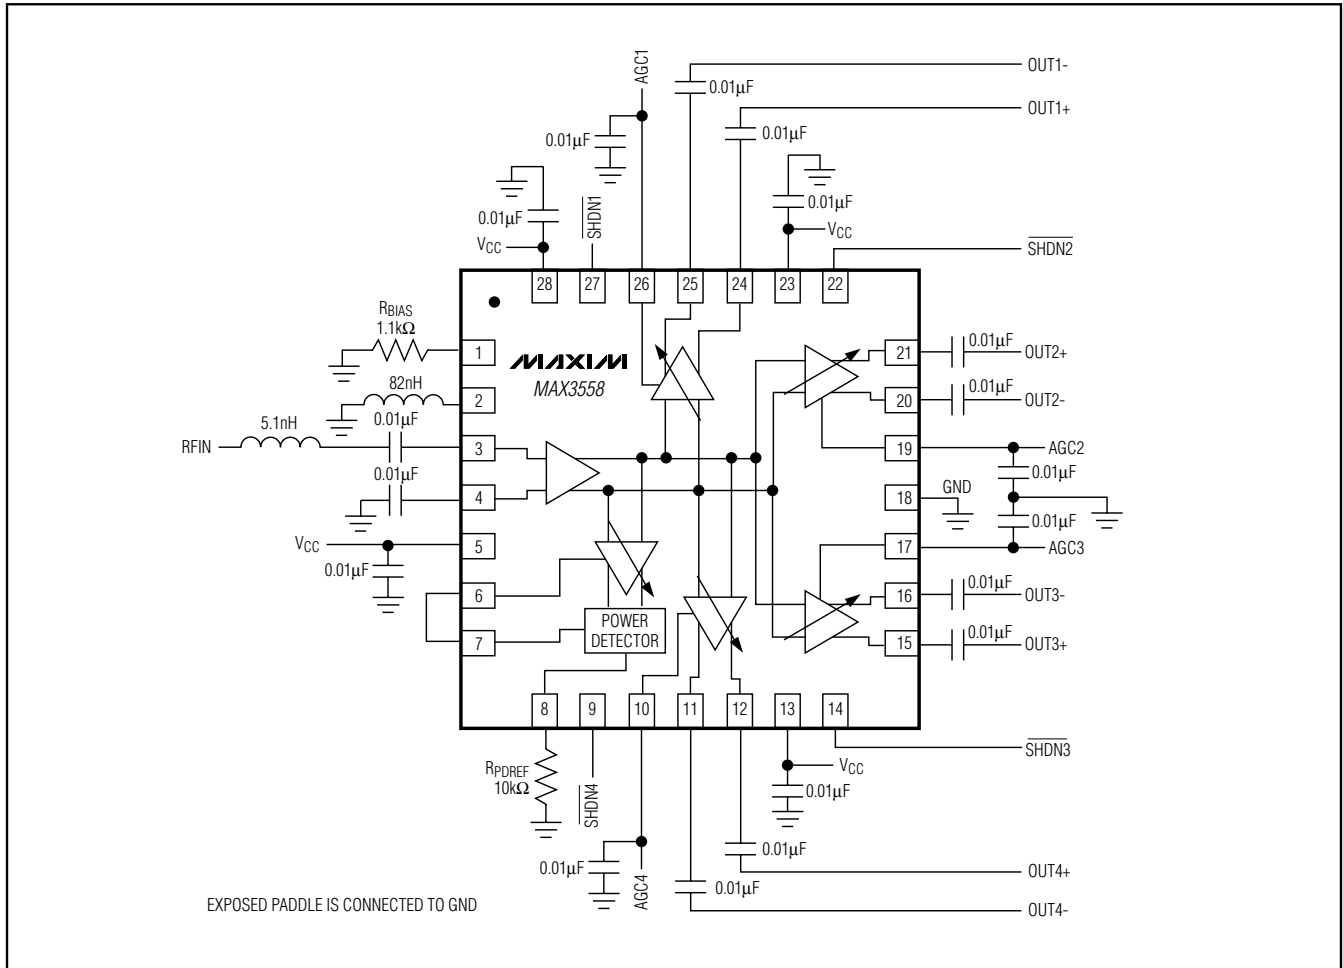 AGC1
0.01µF
OUT1-
0.01µF
OUT1+
0.01µF
0.01µF
SHDN1
0.01µF
VCC
0.01µF
VCC
SHDN2
28
27
26
25
24
23
22
RBIAS
1.1kΩ
1
MAXIM
MAX3558
21
0.01µF
OUT2+
82nH
2
20
0.01µF
OUT2-
RFIN
5.1nH
0.01µF
3
19
AGC2
0.01µF
0.01µF
4
18
GND
0.01µF
VCC
0.01µF
5
17
AGC3
6
16
0.01µF
OUT3-
POWER
DETECTOR
7
15
0.01µF
OUT3+
8
9
10
11
12
13
14
SHDN3
RPDREF
10kΩ
SHDN4
VCC
0.01µF
0.01µF
AGC4
0.01µF
OUT4+
0.01µF
OUT4-
EXPOSED PADDLE IS CONNECTED TO GND